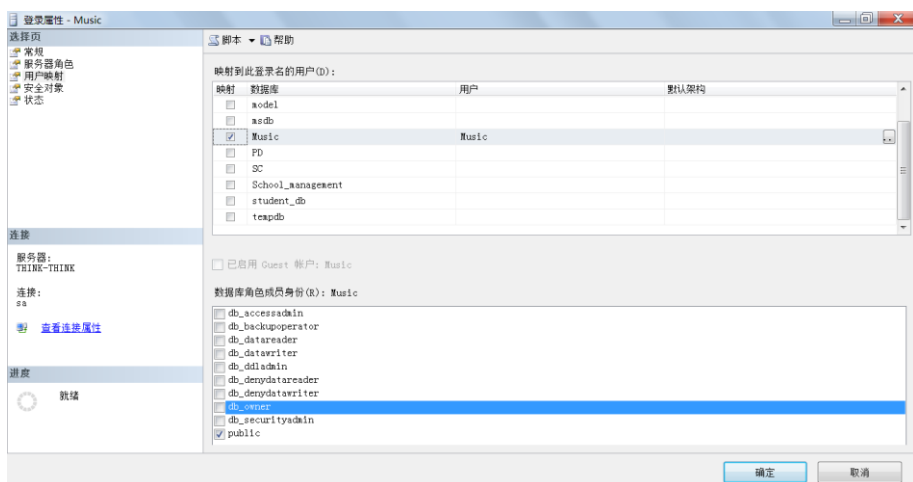 登录属性 - Music
选择页
常规
服务器角色
用户映射
安全对象
状态
脚本 帮助
映射到此登录名的用户(D):
映射 数据库 用户 默认架构
model
msdb
Music Music ..
PD
SC
School_management
student_db
tempdb
连接
服务器:
THINK-THINK
连接:
sa
查看连接属性
进度
就绪
已启用 Guest 帐户: Music
数据库角色成员身份(R): Music
db_accessadmin
db_backupoperator
db_datareader
db_datawriter
db_ddladmin
db_denydatareader
db_denydatawriter
db_owner
db_securityadmin
public
确定 取消